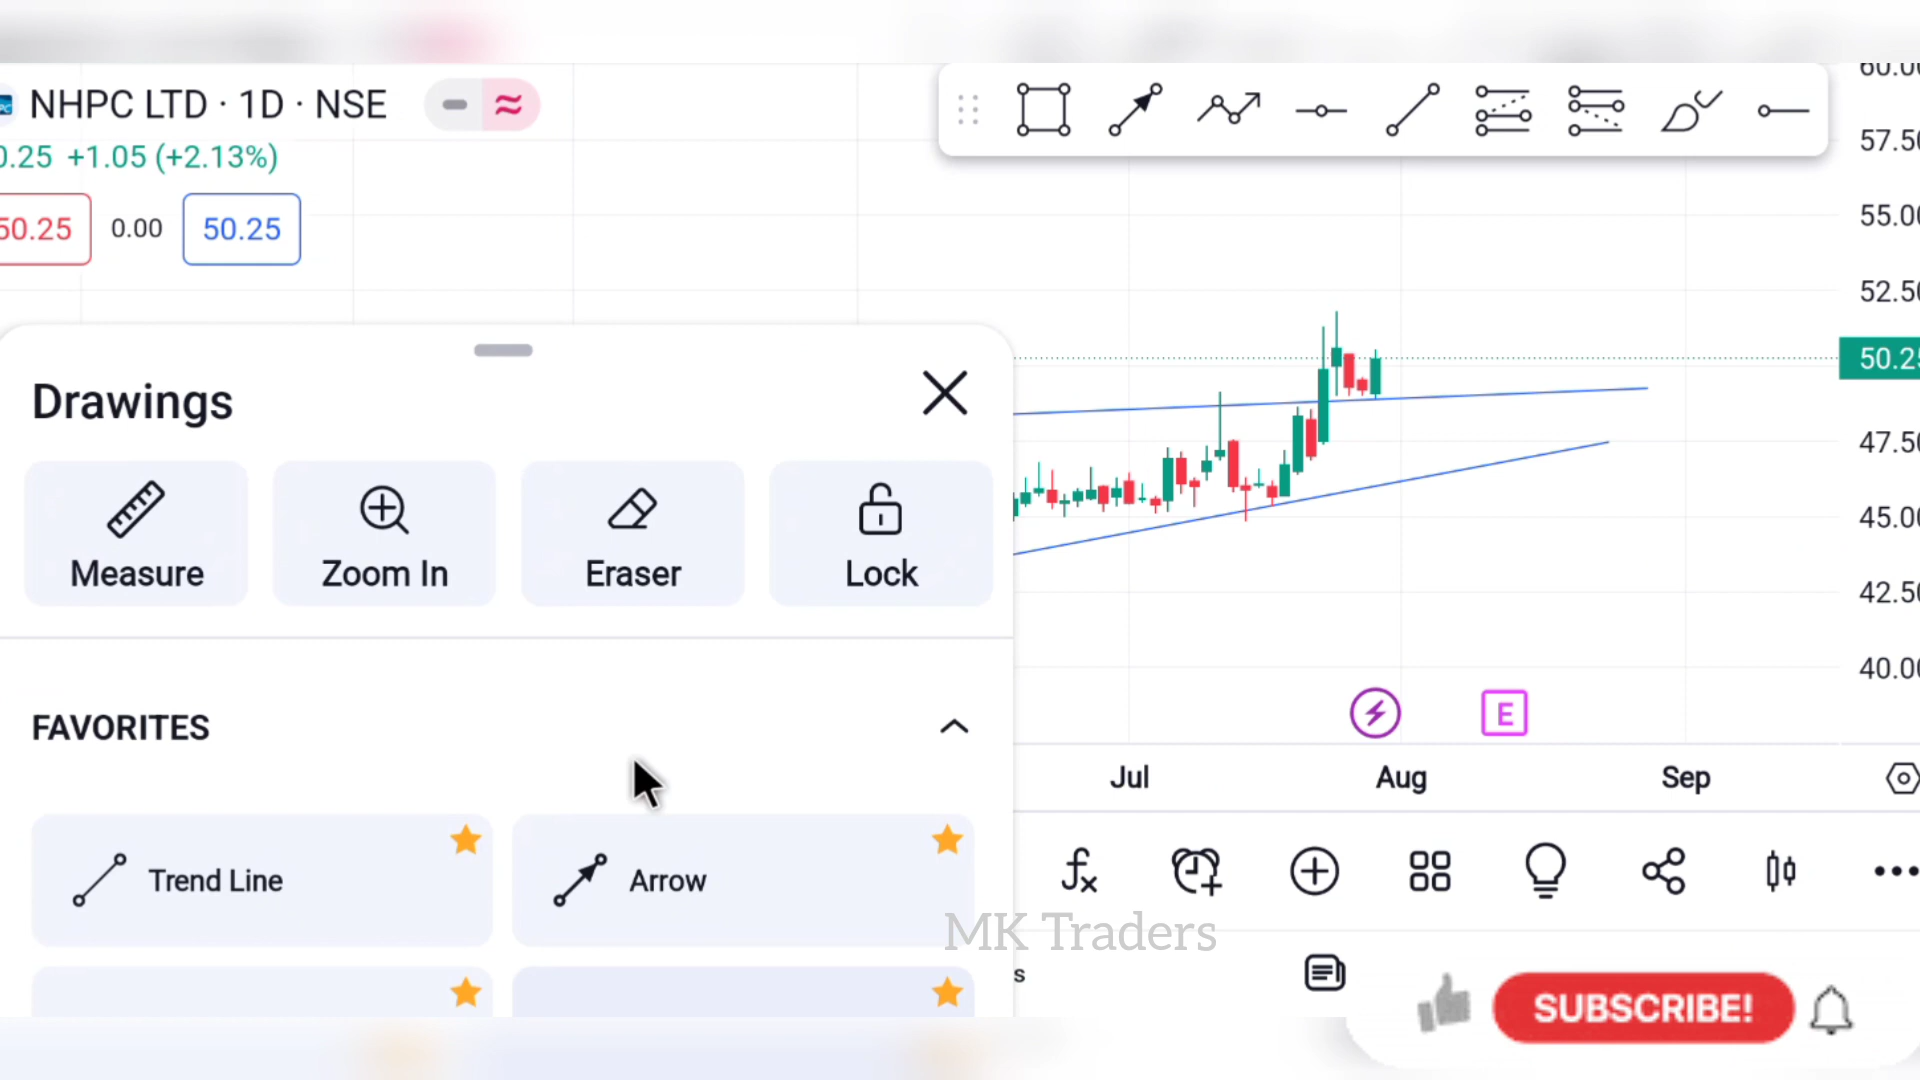 NHPC LTD · 1D · NSE
0.25 +1.05 (+2.13%)
50.25 0.00 50.25
57.50
55.00
52.50
50.25
47.50
45.00
42.50
40.00
Drawings
Measure
Zoom In
Eraser
Lock
FAVORITES
Trend Line
Arrow
E
Jul
Aug
Sep
MK Traders
s
SUBSCRIBE!